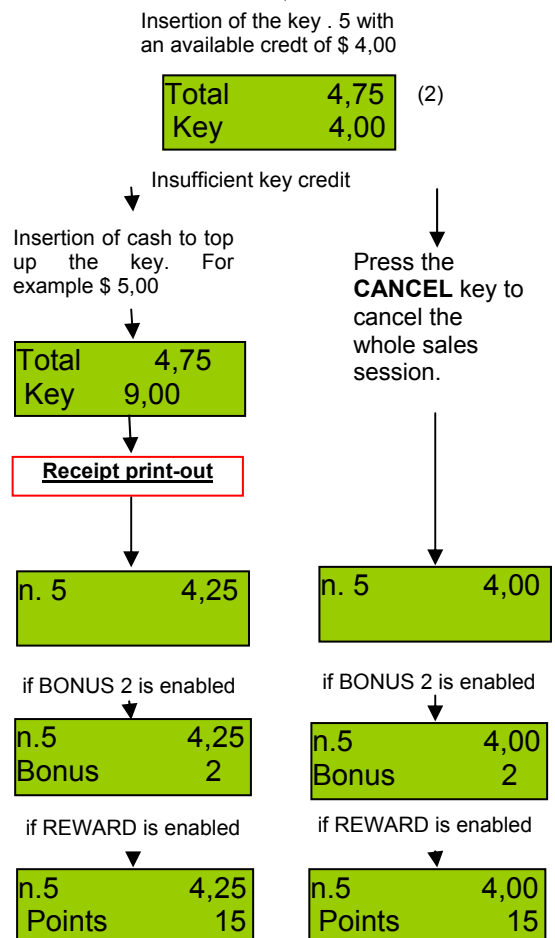 Insertion of the key . 5 with
an available credt of $ 4,00
Total 4,75 (2)
Key 4,00
Insufficient key credit
Insertion of cash to top
up the key. For
example $ 5,00
Total 4,75
Key 9,00
Receipt print-out
n. 5 4,25
if BONUS 2 is enabled
n.5 4,25
Bonus 2
if REWARD is enabled
n.5 4,25
Points 15
Press the
CANCEL key to
cancel the
whole sales
session.
n. 5 4,00
if BONUS 2 is enabled
n.5 4,00
Bonus 2
if REWARD is enabled
n.5 4,00
Points 15